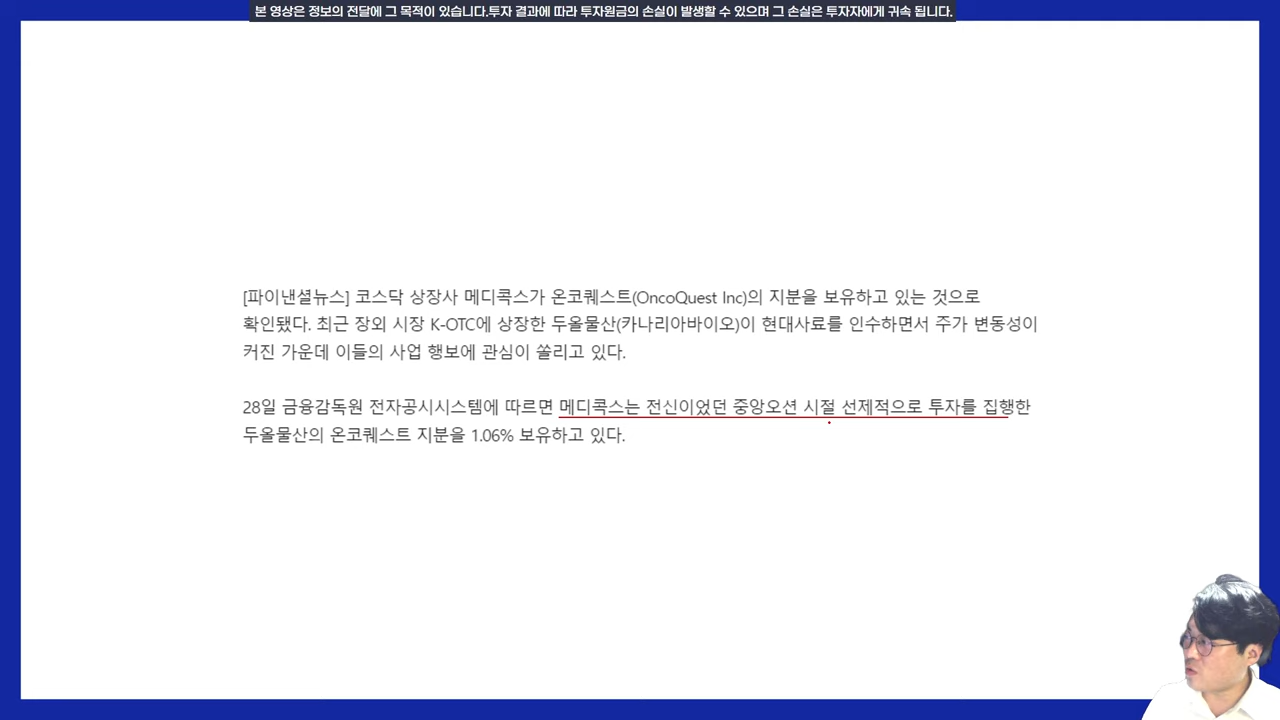 본 영상은 정보의 전달에 그 목적이 있습니다.투자 결과에 따라 투자원금의 손실이 발생할 수 있으며 그 손실은 투자자에게 귀속 됩니다.
[파이낸셜뉴스] 코스닥 상장사 메디콕스가 온코퀘스트(OncoQuest Inc)의 지분을 보유하고 있는 것으로
확인됐다. 최근 장외 시장 K-OTC에 상장한 두올물산(카나리아바이오)이 현대사료를 인수하면서 주가 변동성이
커진 가운데 이들의 사업 행보에 관심이 쏠리고 있다.
28일 금융감독원 전자공시시스템에 따르면 메디콕스는 전신이었던 중앙오션 시절 선제적으로 투자를 집행한
두올물산의 온코퀘스트 지분을 1.06% 보유하고 있다.